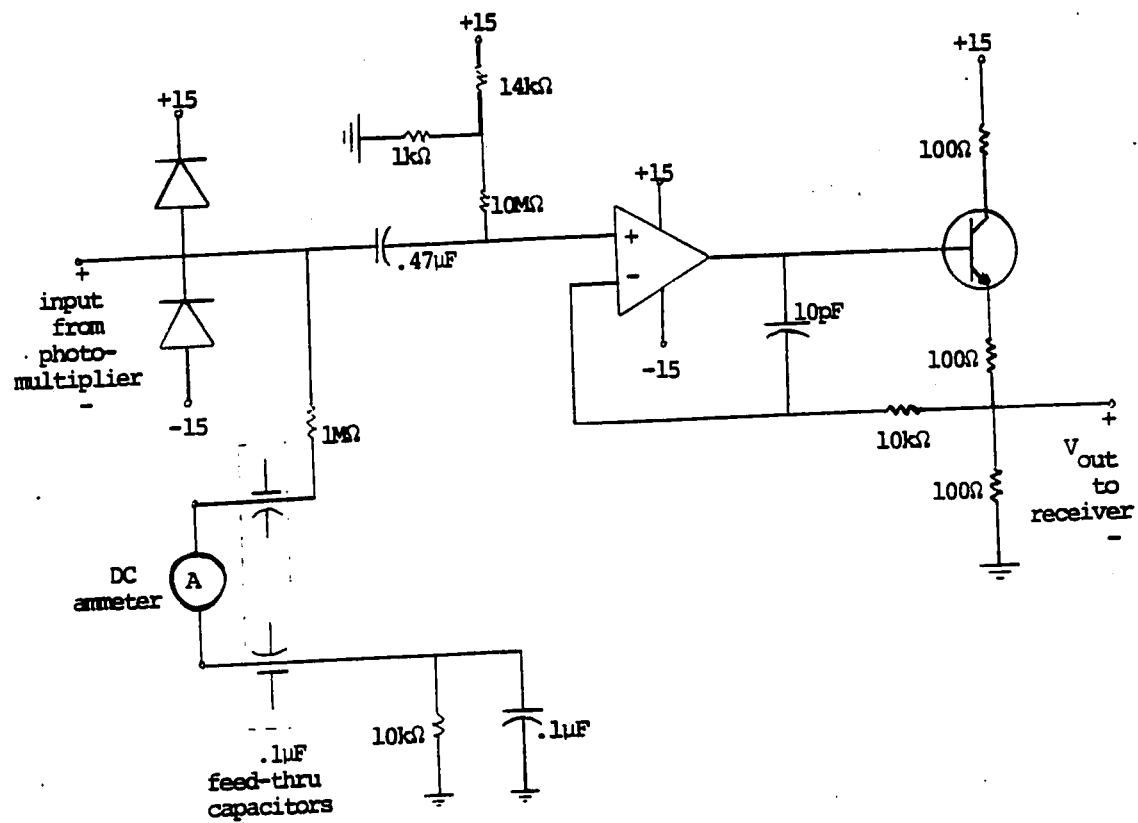 +15
14kΩ
+15
1kΩ
10MΩ
+15
100Ω
+15
+
.47µF
+
-
input
from
photo-
multiplier
-
-15
-15
10pF
100Ω
1MΩ
10kΩ
+
Vout
to
receiver
-
100Ω
DC
ammeter
A
10kΩ
.1µF
.1µF
feed-thru
capacitors